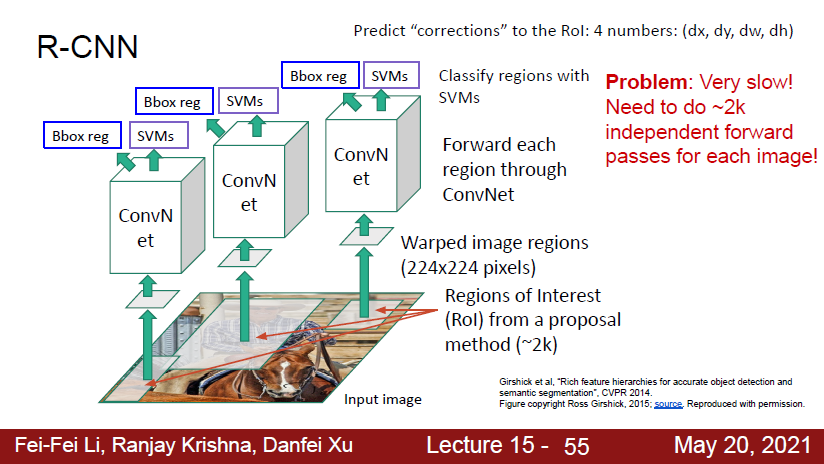 R-CNN
Predict “corrections” to the RoI: 4 numbers: (dx, dy, dw, dh)
Bbox reg
SVMs
Bbox reg
SVMs
Bbox reg
SVMs
Classify regions with
SVMs
Problem: Very slow!
Need to do ~2k
independent forward
passes for each image!
ConvN
et
ConvN
et
ConvN
et
Forward each
region through
ConvNet
Warped image regions
(224x224 pixels)
Regions of Interest
(RoI) from a proposal
method (~2k)
Input image
Girshick et al, “Rich feature hierarchies for accurate object detection and
semantic segmentation”, CVPR 2014.
Figure copyright Ross Girshick, 2015; source. Reproduced with permission.
Fei-Fei Li, Ranjay Krishna, Danfei Xu
Lecture 15 - 55
May 20, 2021